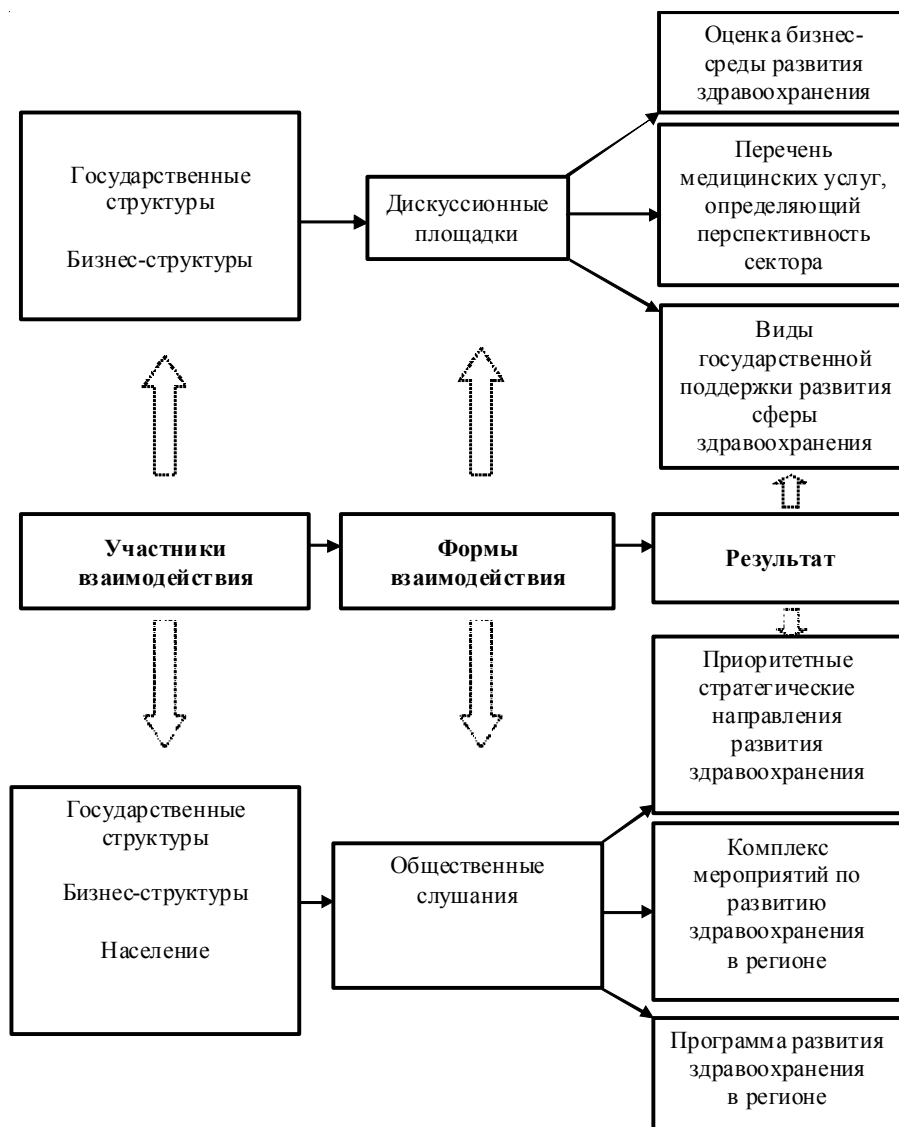 Оценка бизнес-
среды развития
здравоохранения
Государственные
структуры
Бизнес-структуры
Дискуссионные
площадки
Перечень
медицинских услуг,
определяющий
перспективность
сектора
Виды
государственной
поддержки развития
сферы
здравоохранения
Участники
взаимодействия
Формы
взаимодействия
Результат
Приоритетные
стратегические
направления
развития
здравоохранения
Государственные
структуры
Бизнес-структуры
Население
Общественные
слушания
Комплекс
мероприятий по
развитию
здравоохранения
в регионе
Программа развития
здравоохранения
в регионе